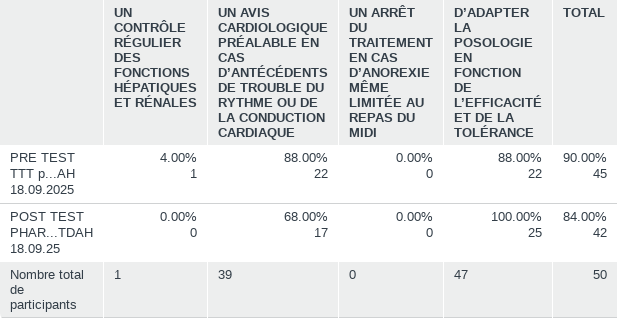 UN
CONTRÔLE
RÉGULIER
DES
FONCTIONS
HÉPATIQUES
ET RÉNALES
UN AVIS
CARDIOLOGIQUE
PRÉALABLE EN
CAS
D'ANTÉCÉDENTS
DE TROUBLE DU
RYTHME OU DE
LA CONDUCTION
CARDIAQUE
UN ARRÊT
DU
TRAITEMENT
EN CAS
D'ANOREXIE
MÊME
LIMITÉE AU
REPAS DU
MIDI
D'ADAPTER
LA
POSOLOGIE
EN
FONCTION
DE
L'EFFICACITÉ
ET DE LA
TOLÉRANCE
TOTAL
PRE TEST 4.00% 88.00% 0.00% 88.00% 90.00%
TTT p...AH 1 22 0 22 45
18.09.2025
POST TEST 0.00% 68.00% 0.00% 100.00% 84.00%
PHAR...TDAH 0 17 0 25 42
18.09.25
Nombre total 1 39 0 47 50
de
participants